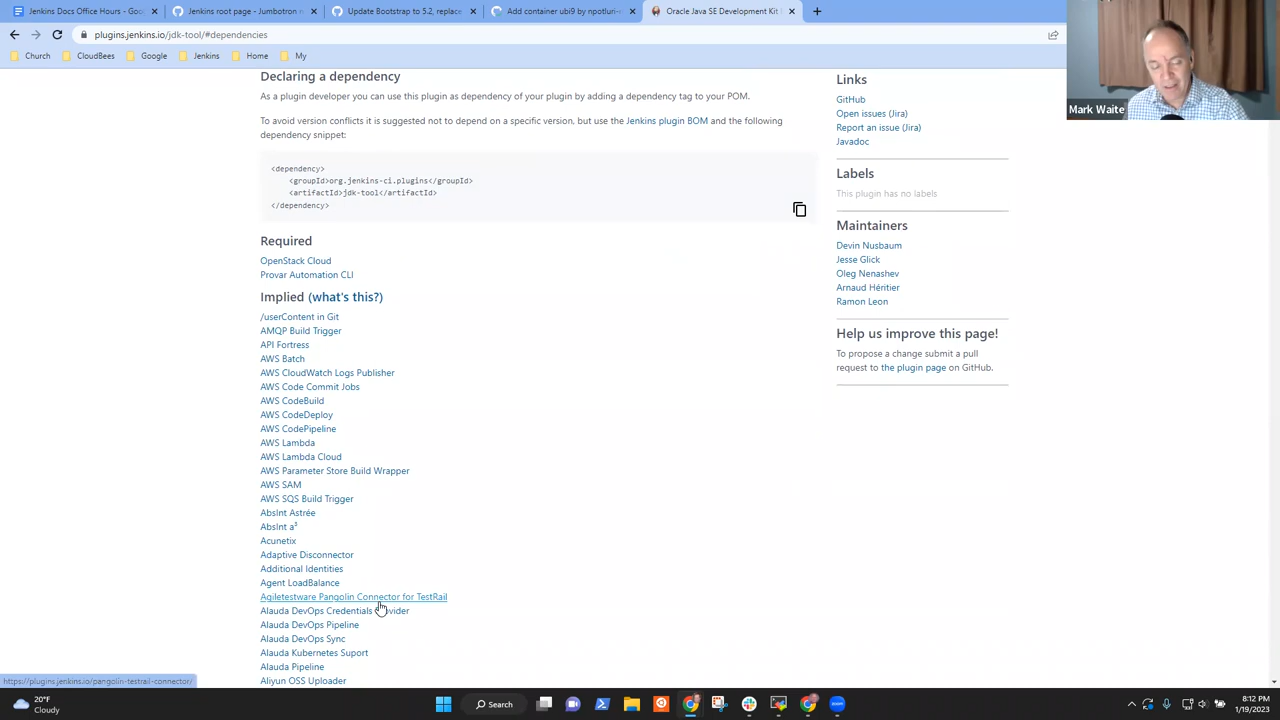 Jenkins Docs Office Hours - Goo
Jenkins root page - Jumbotron m
Update Bootstrap to 5.2, replace
Add container ubi9 by npotluri-
Oracle Java SE Development Kit
plugins.jenkins.io/jdk-tool/#dependencies
Church
CloudBees
Google
Jenkins
Home
My
Mark Waite
Declaring a dependency
As a plugin developer you can use this plugin as dependency of your plugin by adding a dependency tag to your POM.
To avoid version conflicts it is suggested not to depend on a specific version, but use the Jenkins plugin BOM and the following
dependency snippet:
<dependency>
    <groupId>org.jenkins-ci.plugins</groupId>
    <artifactId>jdk-tool</artifactId>
</dependency>
Required
OpenStack Cloud
Provar Automation CLI
Implied (what's this?)
/userContent in Git
AMQP Build Trigger
API Fortress
AWS Batch
AWS CloudWatch Logs Publisher
AWS Code Commit Jobs
AWS CodeBuild
AWS CodeDeploy
AWS CodePipeline
AWS Lambda
AWS Lambda Cloud
AWS Parameter Store Build Wrapper
AWS SAM
AWS SQS Build Trigger
AbsInt Astrée
AbsInt a³
Acunetix
Adaptive Disconnector
Additional Identities
Agent LoadBalance
Agiletestware Pangolin Connector for TestRail
Alauda DevOps Credentials
Alauda DevOps Pipeline
Alauda DevOps Sync
Alauda Kubernetes Suport
Alauda Pipeline
Aliyun OSS Uploader
Links
GitHub
Open issues (Jira)
Report an issue (Jira)
Javadoc
Labels
This plugin has no labels
Maintainers
Devin Nusbaum
Jesse Glick
Oleg Nenashev
Arnaud Héritier
Ramon Leon
Help us improve this page!
To propose a change submit a pull
request to the plugin page on GitHub.
https://plugins.jenkins.io/pangolin-testrail-connector/
20°F
Cloudy
Search
8:12 PM
1/19/2023